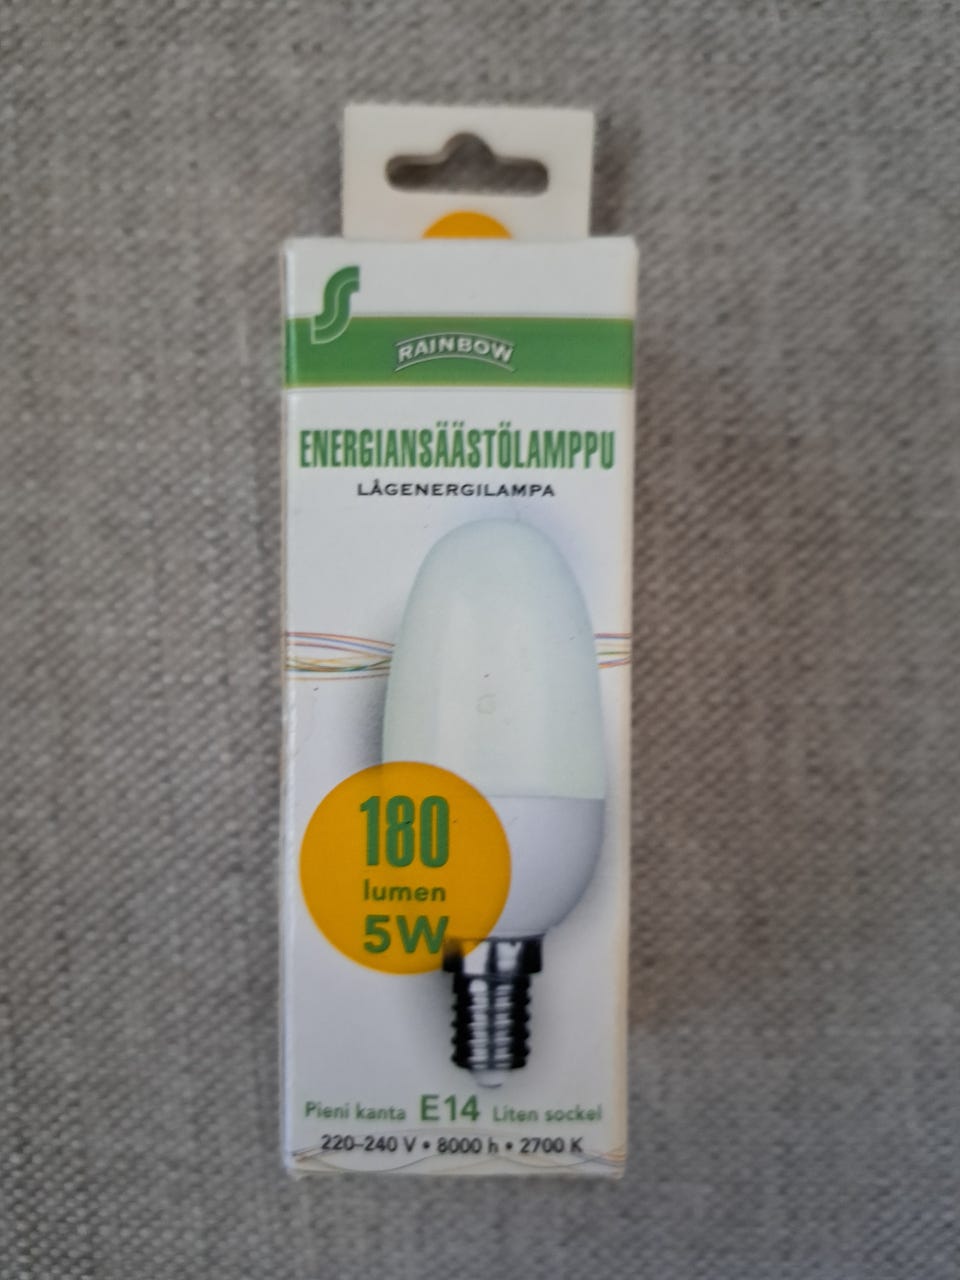 RAINBOW
ENERGIANSÄÄSTÖLAMPPU
LÅGENERGILAMPA
180
lumen
5W
Pieni kanta E14 Liten sockel
220-240 V • 8000 h • 2700 K